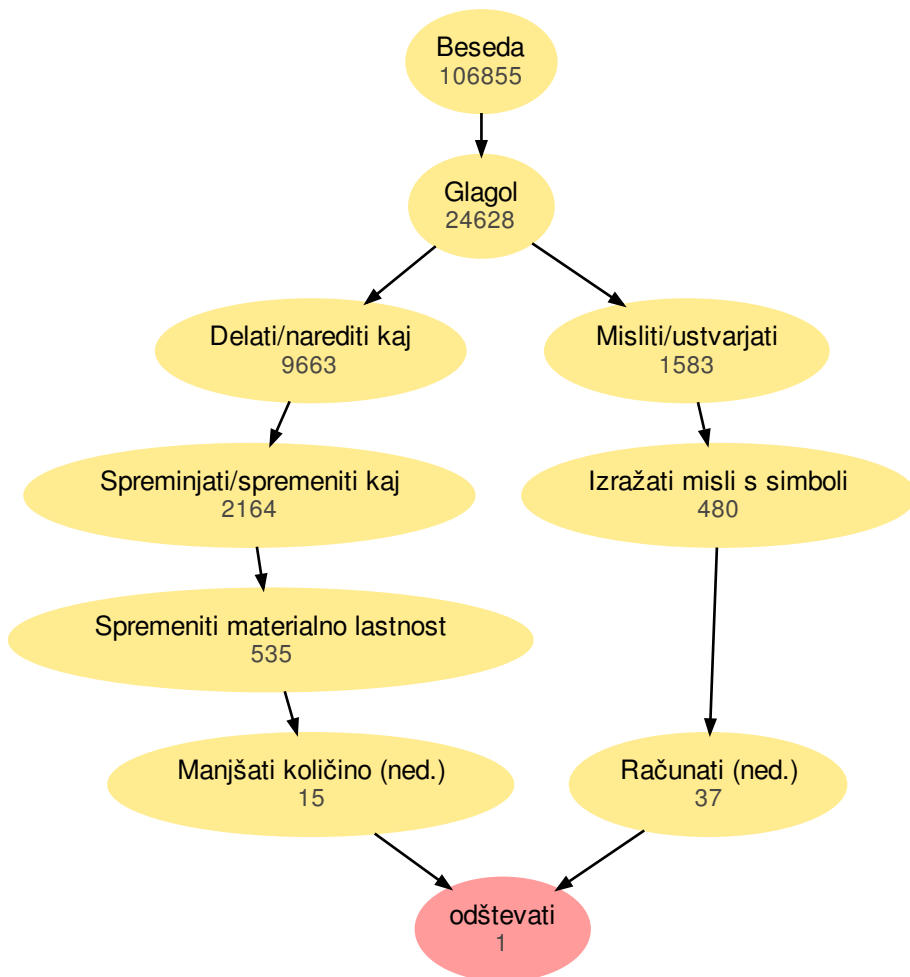 Beseda
106855
Glagol
24628
Delati/narediti kaj
9663
Misliti/ustvarjati
1583
Spreminjati/spremeniti kaj
2164
Izražati misli s simboli
480
Spremeniti materialno lastnost
535
Manjšati količino (ned.)
15
Računati (ned.)
37
odštevati
1